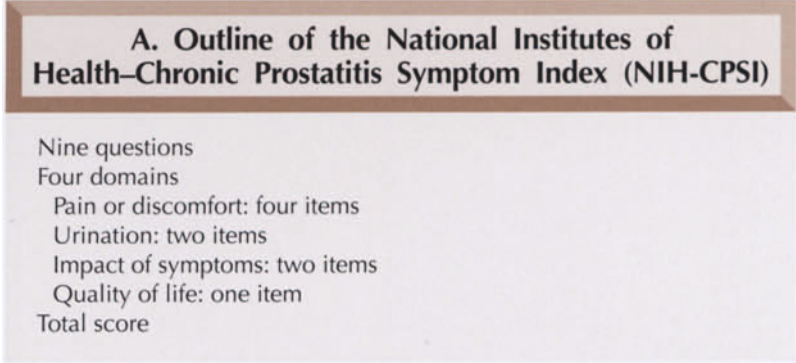 A. Outline of the National Institutes of
Health–Chronic Prostatitis Symptom Index (NIH-CPSI)
Nine questions
Four domains
Pain or discomfort: four items
Urination: two items
Impact of symptoms: two items
Quality of life: one item
Total score